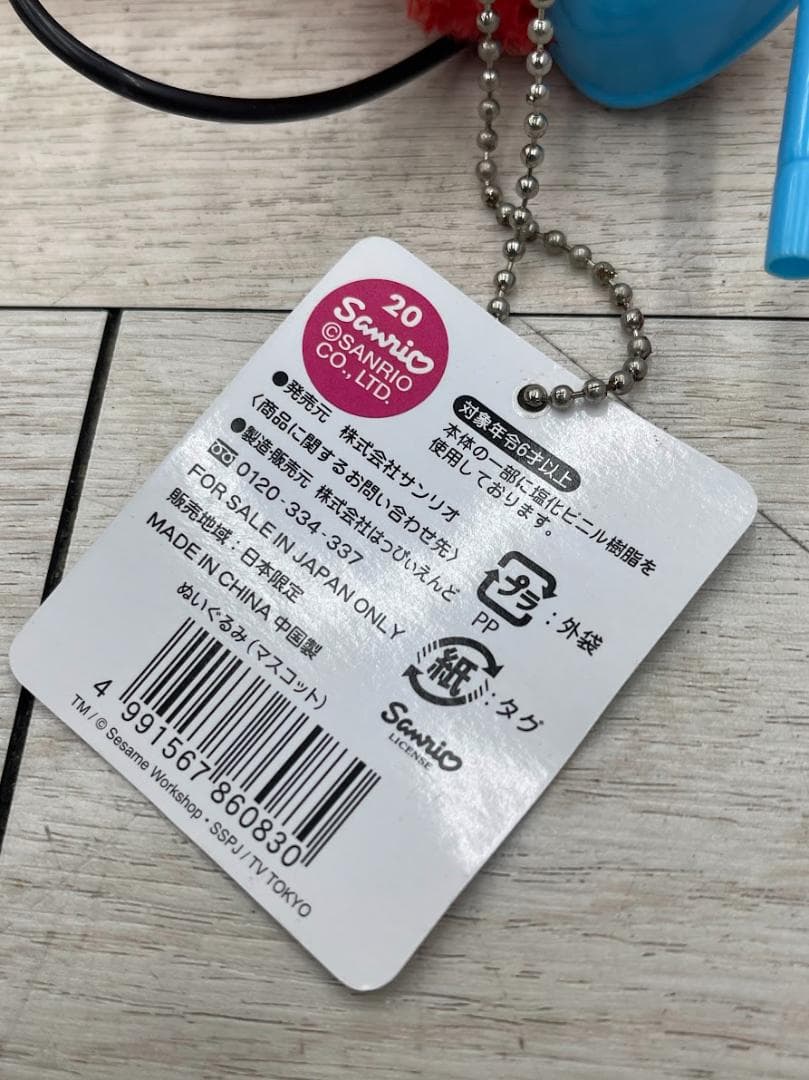 20
Sanrio
©SANRIO
CO., LTD.
対象年令6才以上
本体の一部に塩化ビニル樹脂を
使用しております。
●発売元 株式会社サンリオ
〈商品に関するお問い合わせ先〉
●製造・販売元 株式会社はっぴぃえんど
0120-334-337
FOR SALE IN JAPAN ONLY
販売地域：日本限定
MADE IN CHINA 中国製
ぬいぐるみ（マスコット）
プラ：外袋
PP
紙：タグ
Sanrio
LICENSE
4 991567 860830
TM / © Sesame Workshop・SSPJ / TV TOKYO